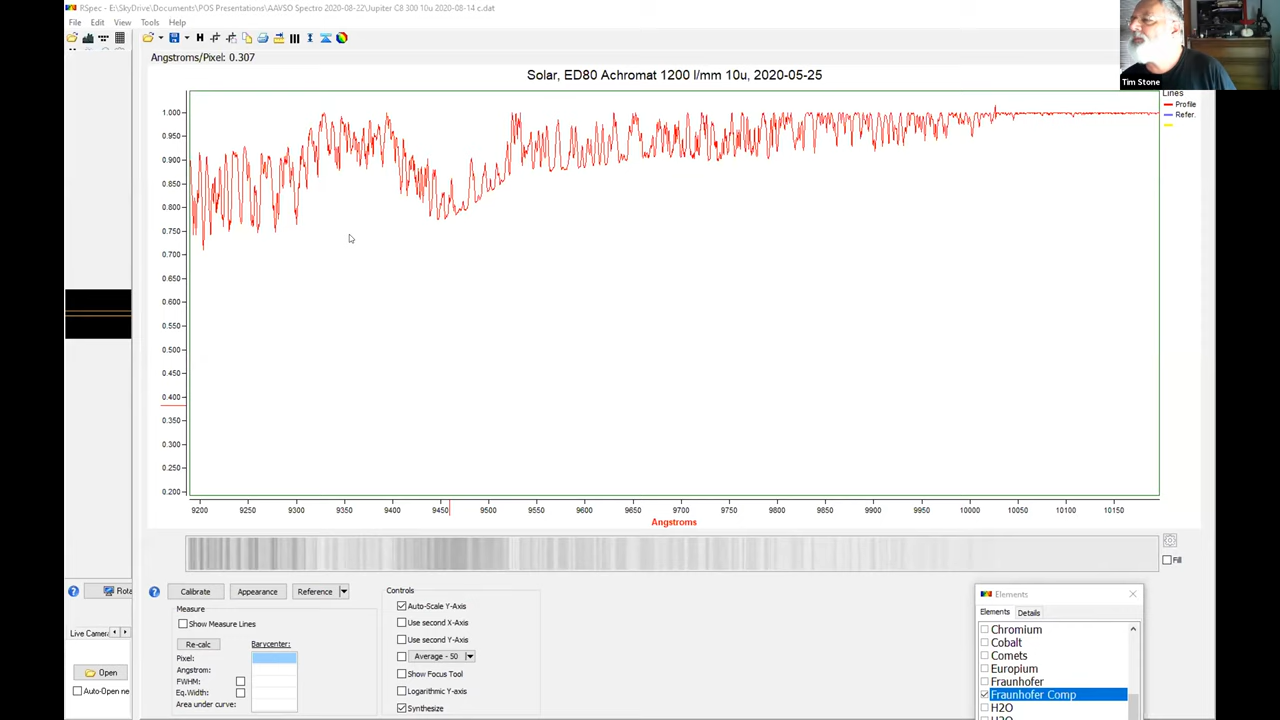 RSpec - E:\SkyDrive\Documents\POS Presentations\AAVSO Spectro 2020-08-22\Jupiter C8 300 10u 2020-08-14 c.dat
File Edit View Tools Help
H
Angstroms/Pixel: 0.307
Tim Stone
Solar, ED80 Achromat 1200 l/mm 10u, 2020-05-25
Lines
Profile
Refer.
1.000
0.950
0.900
0.850
0.800
0.750
0.700
0.650
0.600
0.550
0.500
0.450
0.400
0.350
0.300
0.250
0.200
9200 9250 9300 9350 9400 9450 9500 9550 9600 9650 9700 9750 9800 9850 9900 9950 10000 10050 10100 10150
Angstroms
Fill
Rota
Calibrate Appearance Reference
Controls
Elements
Measure
Auto-Scale Y-Axis
Elements Details
Show Measure Lines
Use second X-Axis
Chromium
Live Camera
Use second Y-Axis
Cobalt
Re-calc Barycenter:
Average - 50
Comets
Pixel:
Europium
Open
Angstrom:
Show Focus Tool
Fraunhofer
FWHM:
Auto-Open ne
Eq.Width:
Logarithmic Y-axis
Fraunhofer Comp
Area under curve:
Synthesize
H2O